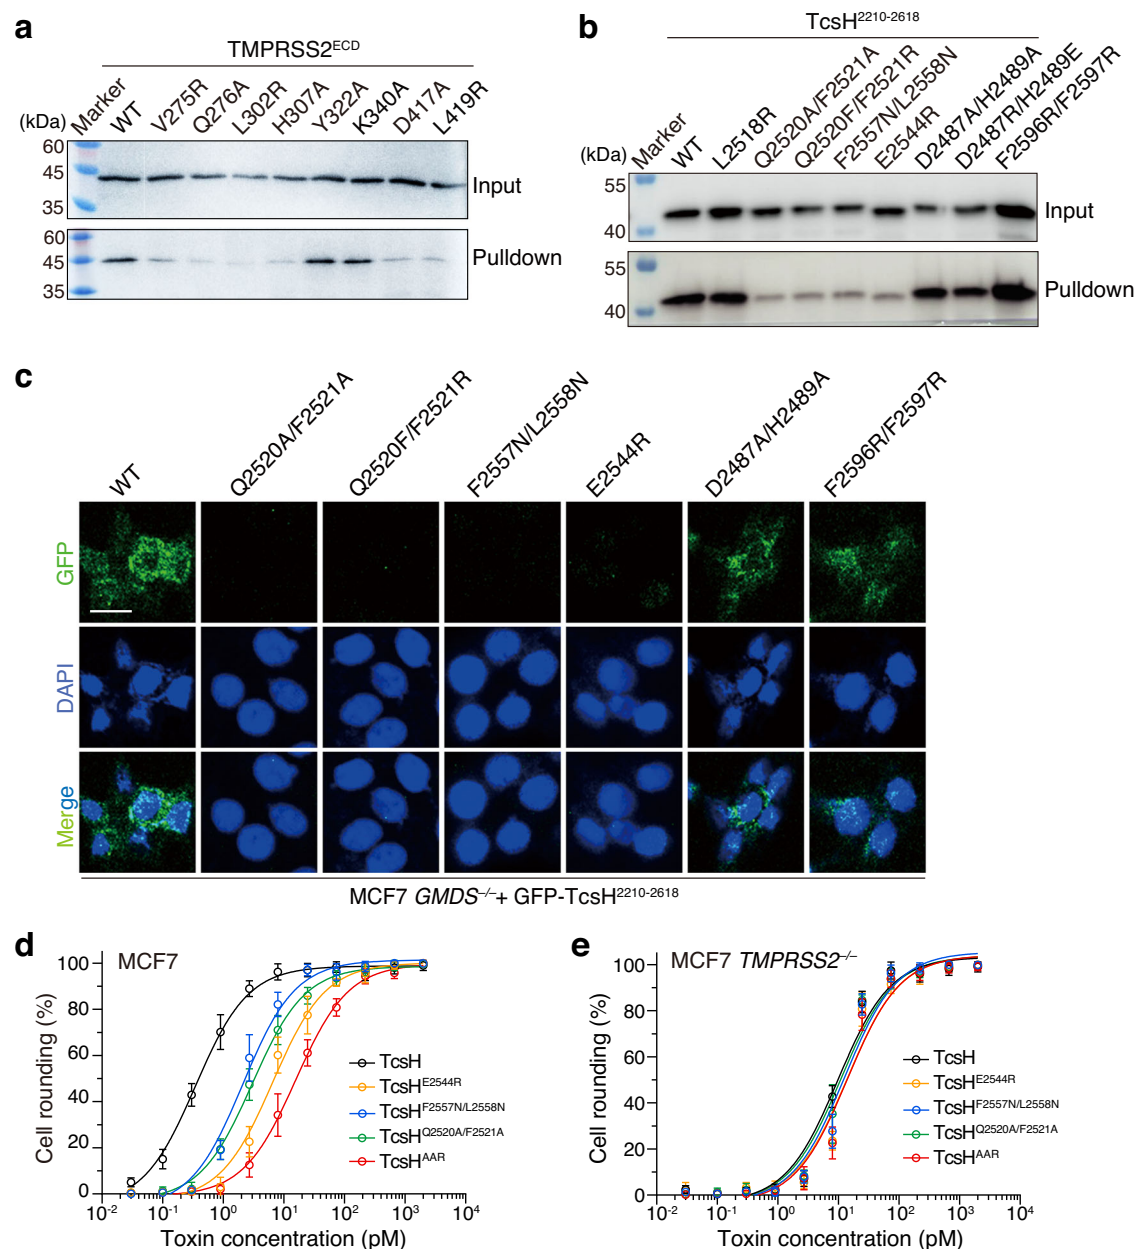 a
TMPRSS2ECD
(kDa)
Marker
WT
V275R
Q276A
L302R
H307A
Y322A
K340A
D417A
L419R
60
45
35
Input
60
45
35
Pulldown
b
TcsH2210-2618
(kDa)
Marker
WT
L2518R
Q2520A/F2521A
Q2520F/F2521R
F2557N/L2558N
E2544R
D2487A/H2489A
D2487R/H2489E
F2596R/F2597R
55
40
Input
55
40
Pulldown
c
WT
Q2520A/F2521A
Q2520F/F2521R
F2557N/L2558N
E2544R
D2487A/H2489A
F2596R/F2597R
GFP
DAPI
Merge
MCF7 GMDS–/–+ GFP-TcsH2210-2618
d
MCF7
Cell rounding (%)
100
80
60
40
20
0
TcsH
TcsHE2544R
TcsHF2557N/L2558N
TcsHQ2520A/F2521A
TcsHAAR
10-2
10-1
100
101
102
103
104
Toxin concentration (pM)
e
MCF7 TMPRSS2–/–
Cell rounding (%)
100
80
60
40
20
0
TcsH
TcsHE2544R
TcsHF2557N/L2558N
TcsHQ2520A/F2521A
TcsHAAR
10-2
10-1
100
101
102
103
104
Toxin concentration (pM)